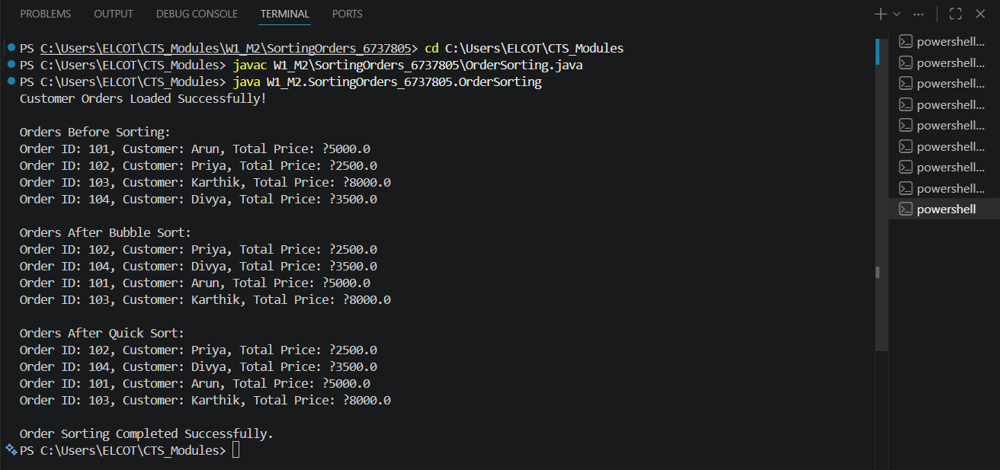 PROBLEMS OUTPUT DEBUG CONSOLE TERMINAL PORTS
PS C:\Users\ELCOT\CTS_Modules\W1_M2\SortingOrders_6737805> cd C:\Users\ELCOT\CTS_Modules
PS C:\Users\ELCOT\CTS_Modules> javac W1_M2\SortingOrders_6737805\OrderSorting.java
PS C:\Users\ELCOT\CTS_Modules> java W1_M2.SortingOrders_6737805.OrderSorting
Customer Orders Loaded Successfully!
Orders Before Sorting:
Order ID: 101, Customer: Arun, Total Price: ?5000.0
Order ID: 102, Customer: Priya, Total Price: ?2500.0
Order ID: 103, Customer: Karthik, Total Price: ?8000.0
Order ID: 104, Customer: Divya, Total Price: ?3500.0
Orders After Bubble Sort:
Order ID: 102, Customer: Priya, Total Price: ?2500.0
Order ID: 104, Customer: Divya, Total Price: ?3500.0
Order ID: 101, Customer: Arun, Total Price: ?5000.0
Order ID: 103, Customer: Karthik, Total Price: ?8000.0
Orders After Quick Sort:
Order ID: 102, Customer: Priya, Total Price: ?2500.0
Order ID: 104, Customer: Divya, Total Price: ?3500.0
Order ID: 101, Customer: Arun, Total Price: ?5000.0
Order ID: 103, Customer: Karthik, Total Price: ?8000.0
Order Sorting Completed Successfully.
PS C:\Users\ELCOT\CTS_Modules>
powershell...
powershell...
powershell...
powershell...
powershell...
powershell...
powershell...
powershell...
powershell